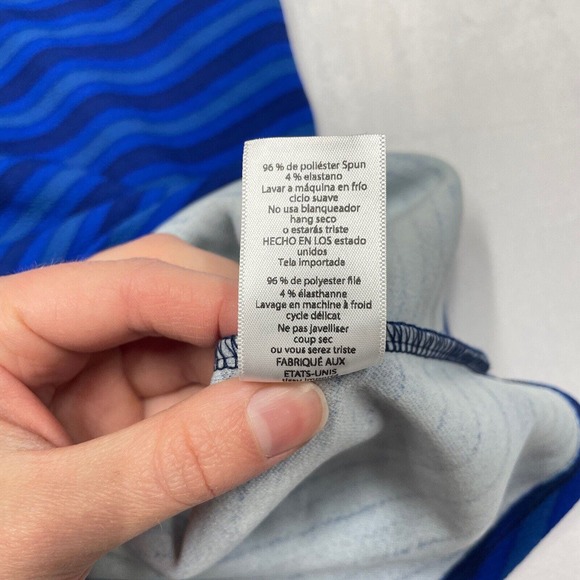 96 % de poliéster Spun
4 % elastano
Lavar a máquina en frío
ciclo suave
No usa blanqueador
hang seco
o estarás triste
HECHO EN LOS estado
unidos
Tela importada
96 % de polyester filé
4 % élasthanne
Lavage en machine à froid
cycle délicat
Ne pas javelliser
coup sec
ou vous serez triste
FABRIQUÉ AUX
ETATS-UNIS